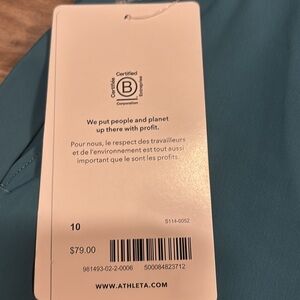 Certified
Certifiée
B
Entreprise
Corporation
We put people and planet
up there with profit.
Pour nous, le respect des travailleurs
et de l'environnement est tout aussi
important que le sont les profits.
S114-0052
10
$79.00
981493-02-2-0006 500084823712
WWW.ATHLETA.COM